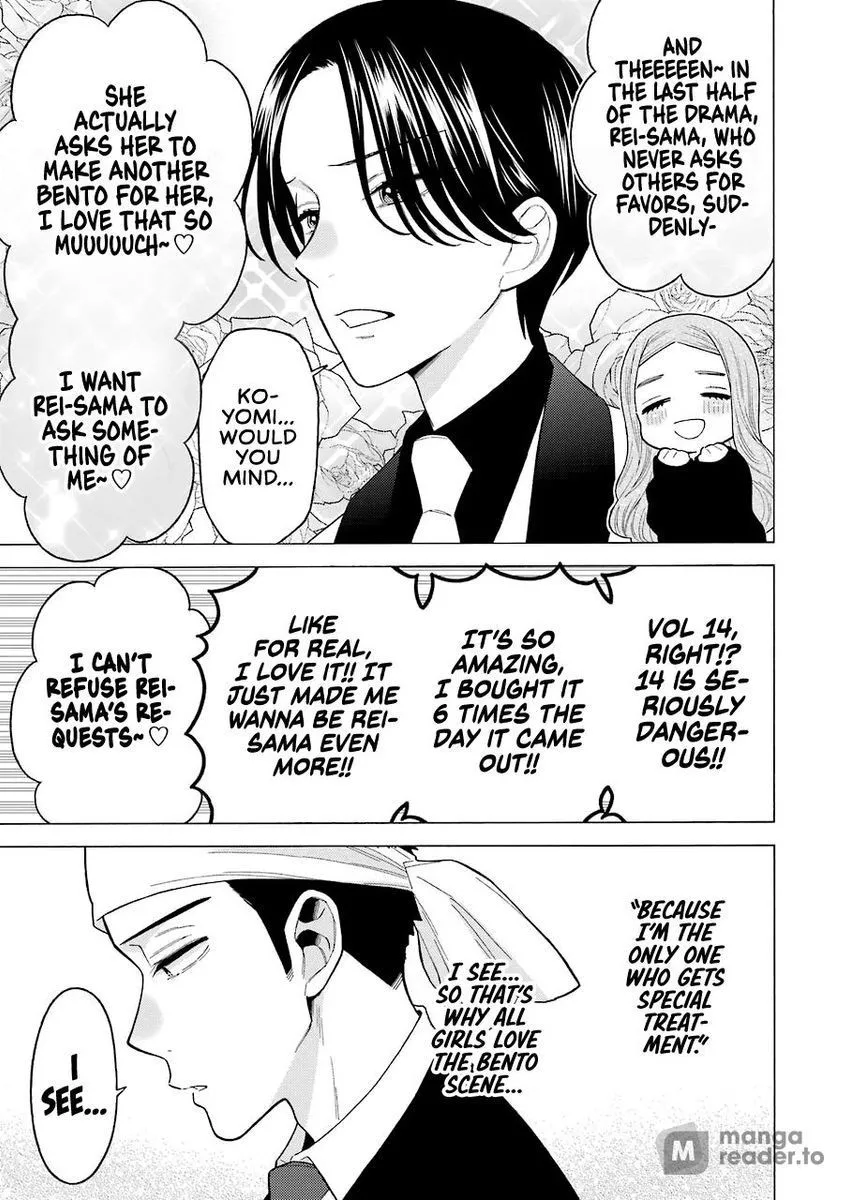 AND
THEEEEEN~ IN
THE LAST HALF
OF THE DRAMA,
REI-SAMA, WHO
NEVER ASKS
OTHERS FOR
FAVORS, SUD-
DENLY-
SHE
ACTUALLY
ASKS HER TO
MAKE ANOTHER
BENTO FOR HER,
I LOVE THAT SO
MUUUUUCH~♡
KO-
YOMI...
WOULD
YOU
MIND...
I WANT
REI-SAMA TO
ASK SOME-
THING OF
ME~♡
VOL 14,
RIGHT!?
14 IS SE-
RIOUSLY
DANGER-
OUS!!
IT'S SO
AMAZING,
I BOUGHT IT
6 TIMES THE
DAY IT CAME
OUT!!
LIKE
FOR REAL,
I LOVE IT!! IT
JUST MADE ME
WANNA BE REI-
SAMA EVEN
MORE!!
I CAN'T
REFUSE REI-
SAMA'S RE-
QUESTS~♡
"BECAUSE
I'M THE
ONLY ONE
WHO GETS
SPECIAL
TREAT-
MENT."
I SEE...
SO THAT'S
WHY ALL
GIRLS LOVE
THE BENTO
SCENE...
I
SEE...
M manga
reader.to